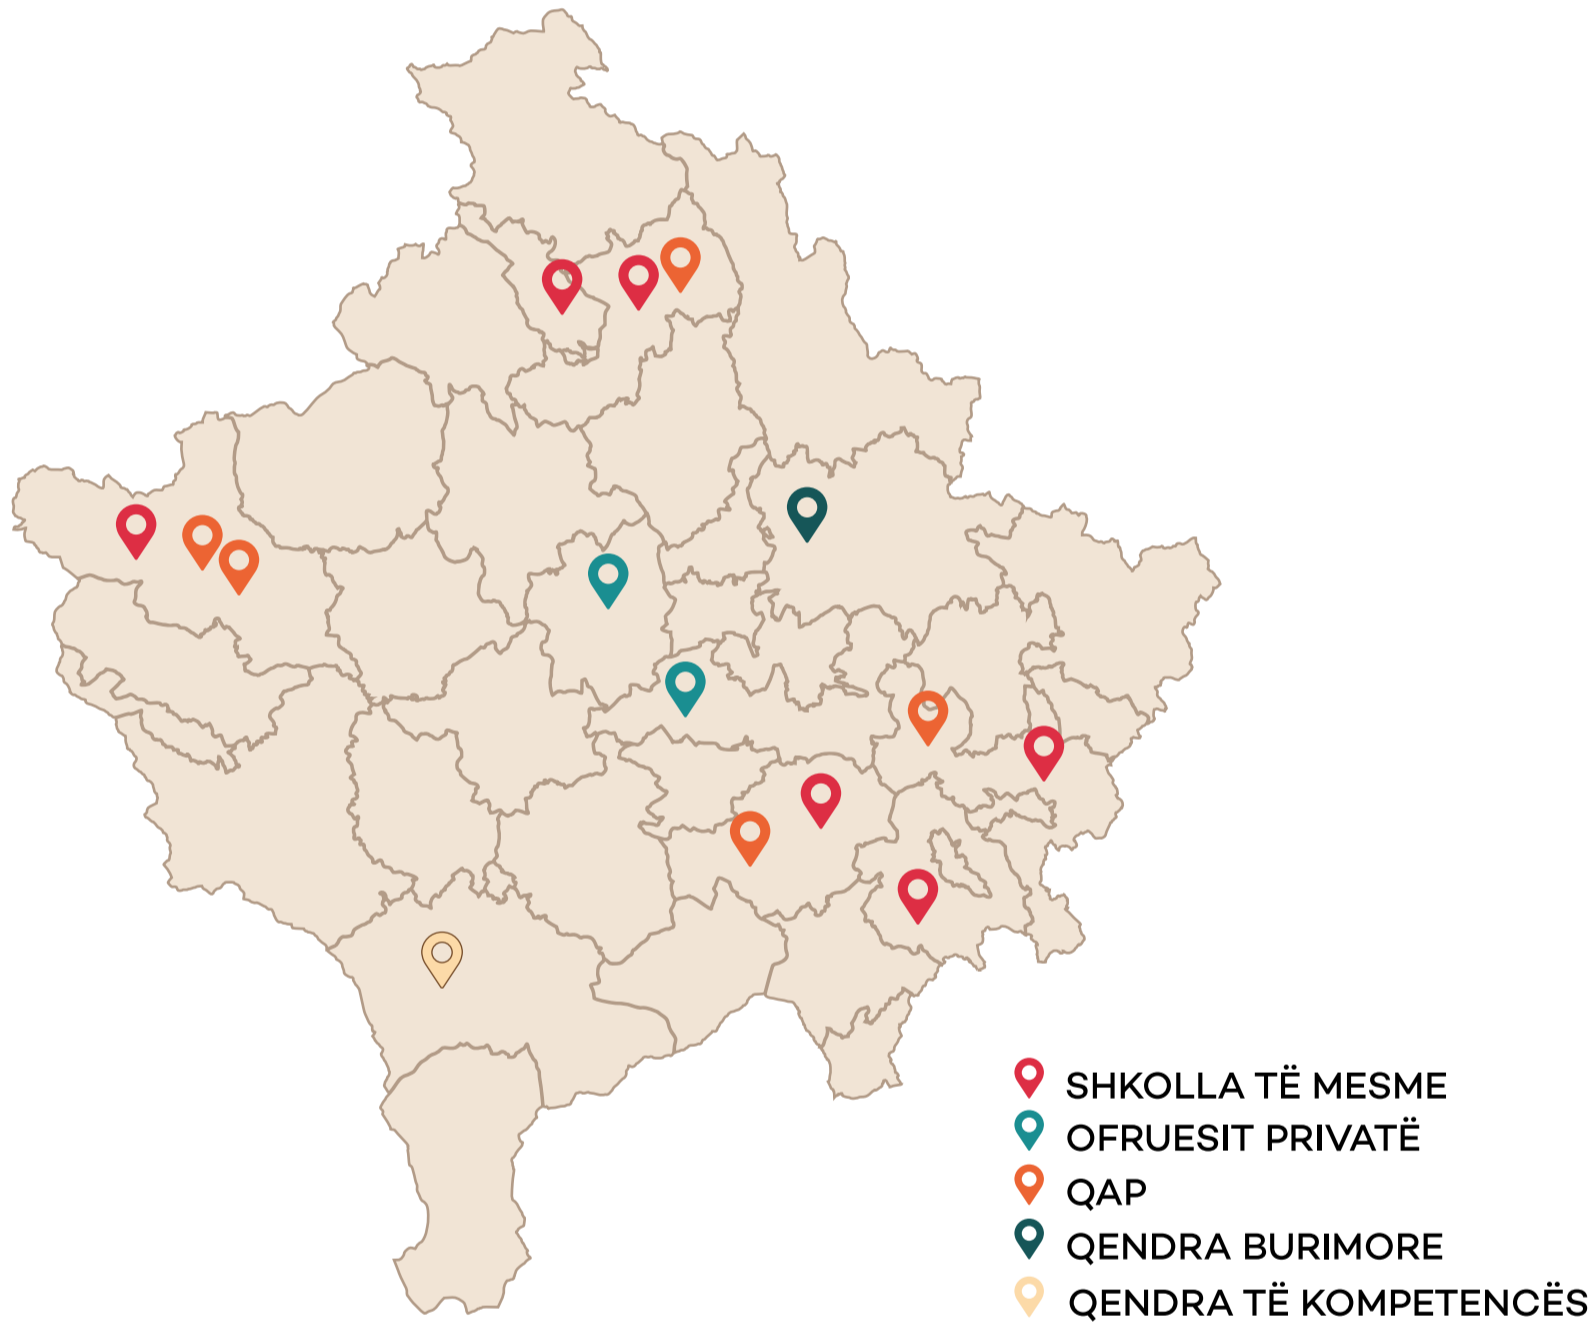 SHKOLLA TË MESME
OFRUESIT PRIVATË
QAP
QENDRA BURIMORE
QENDRA TË KOMPETENCËS